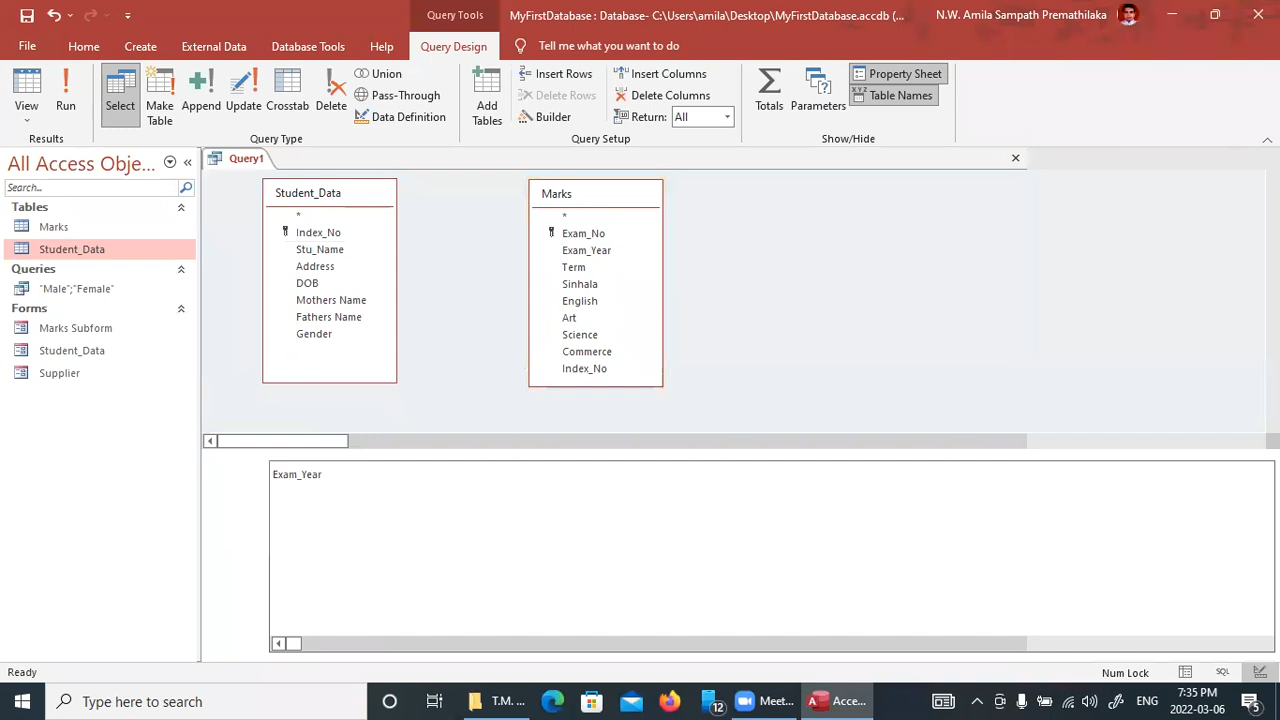 Query Tools
MyFirstDatabase : Database- C:\Users\amila\Desktop\MyFirstDatabase.accdb (...
N.W. Amila Sampath Premathilaka
File
Home
Create
External Data
Database Tools
Help
Query Design
Tell me what you want to do
View
Run
Select
Make Table
Append
Update
Crosstab
Delete
Union
Pass-Through
Data Definition
Add Tables
Insert Rows
Delete Rows
Builder
Insert Columns
Delete Columns
Return: All
Totals
Parameters
Property Sheet
Table Names
Results
Query Type
Query Setup
Show/Hide
All Access Obje...
Search...
Tables
Marks
Student_Data
Queries
"Male";"Female"
Forms
Marks Subform
Student_Data
Supplier
Query1
Student_Data
*
Index_No
Stu_Name
Address
DOB
Mothers Name
Fathers Name
Gender
Marks
*
Exam_No
Exam_Year
Term
Sinhala
English
Art
Science
Commerce
Index_No
Exam_Year
Ready
Num Lock
SQL
Type here to search
T.M. ...
12
Meet...
Acce...
ENG
7:35 PM
2022-03-06
5